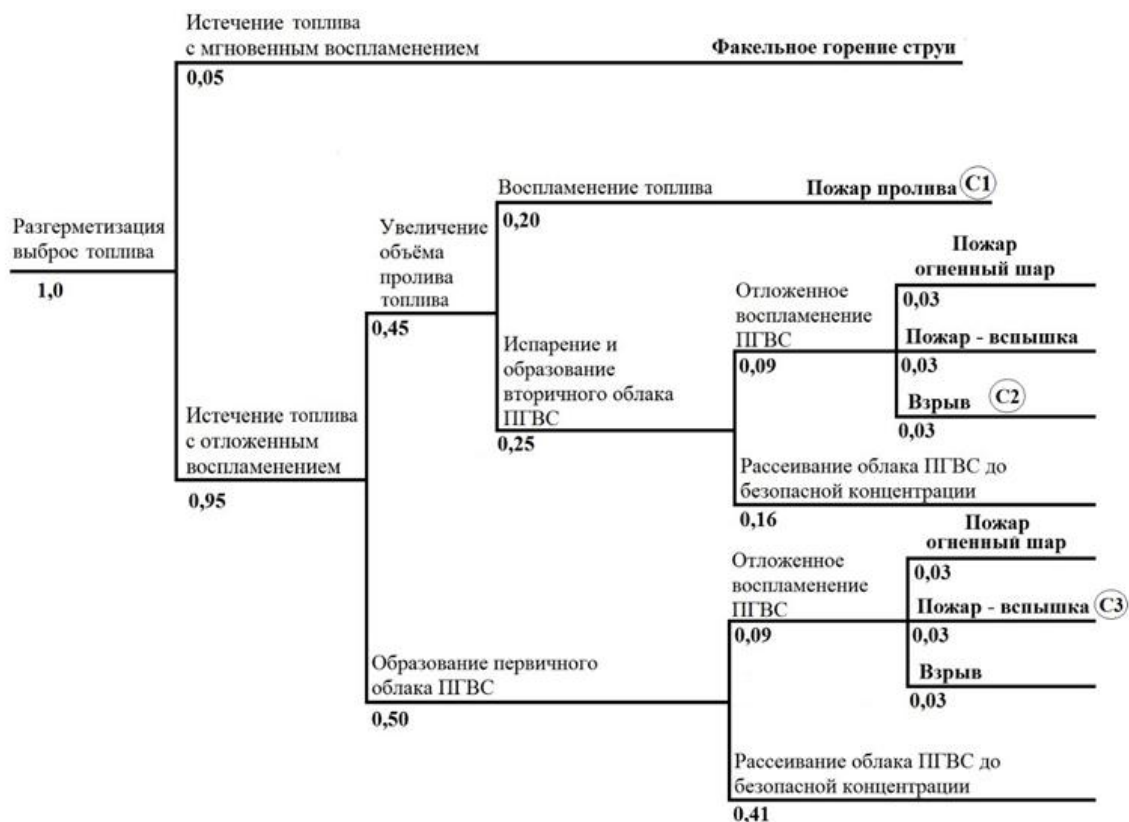 Истечение топлива
с мгновенным воспламенением
Факельное горение струи
0,05
Воспламенение топлива
Пожар пролива
C1
0,20
Разгерметизация
выброс топлива
1,0
Увеличение
объёма
пролива
топлива
0,45
Пожар
огненный шар
0,03
Отложенное
воспламенение
ПГВС
0,09
Пожар - вспышка
0,03
Взрыв
C2
0,03
Испарение и
образование
вторичного облака
ПГВС
0,25
Истечение топлива
с отложенным
воспламенением
0,95
Рассеивание облака ПГВС до
безопасной концентрации
0,16
Пожар
огненный шар
0,03
Отложенное
воспламенение
ПГВС
0,09
Пожар - вспышка
C3
0,03
Взрыв
0,03
Образование первичного
облака ПГВС
0,50
Рассеивание облака ПГВС до
безопасной концентрации
0,41